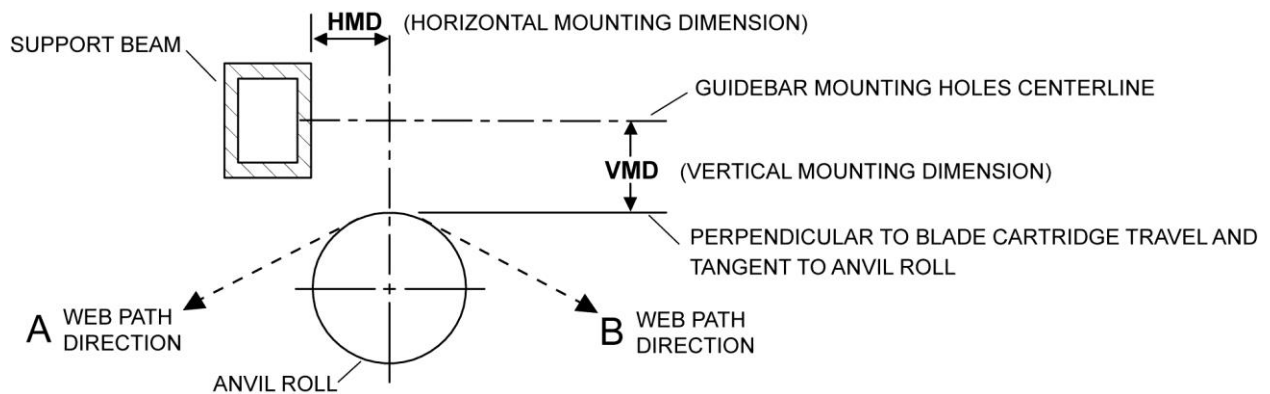 HMD (HORIZONTAL MOUNTING DIMENSION)
SUPPORT BEAM
GUIDEBAR MOUNTING HOLES CENTERLINE
VMD (VERTICAL MOUNTING DIMENSION)
PERPENDICULAR TO BLADE CARTRIDGE TRAVEL AND
TANGENT TO ANVIL ROLL
A WEB PATH
DIRECTION
B WEB PATH
DIRECTION
ANVIL ROLL